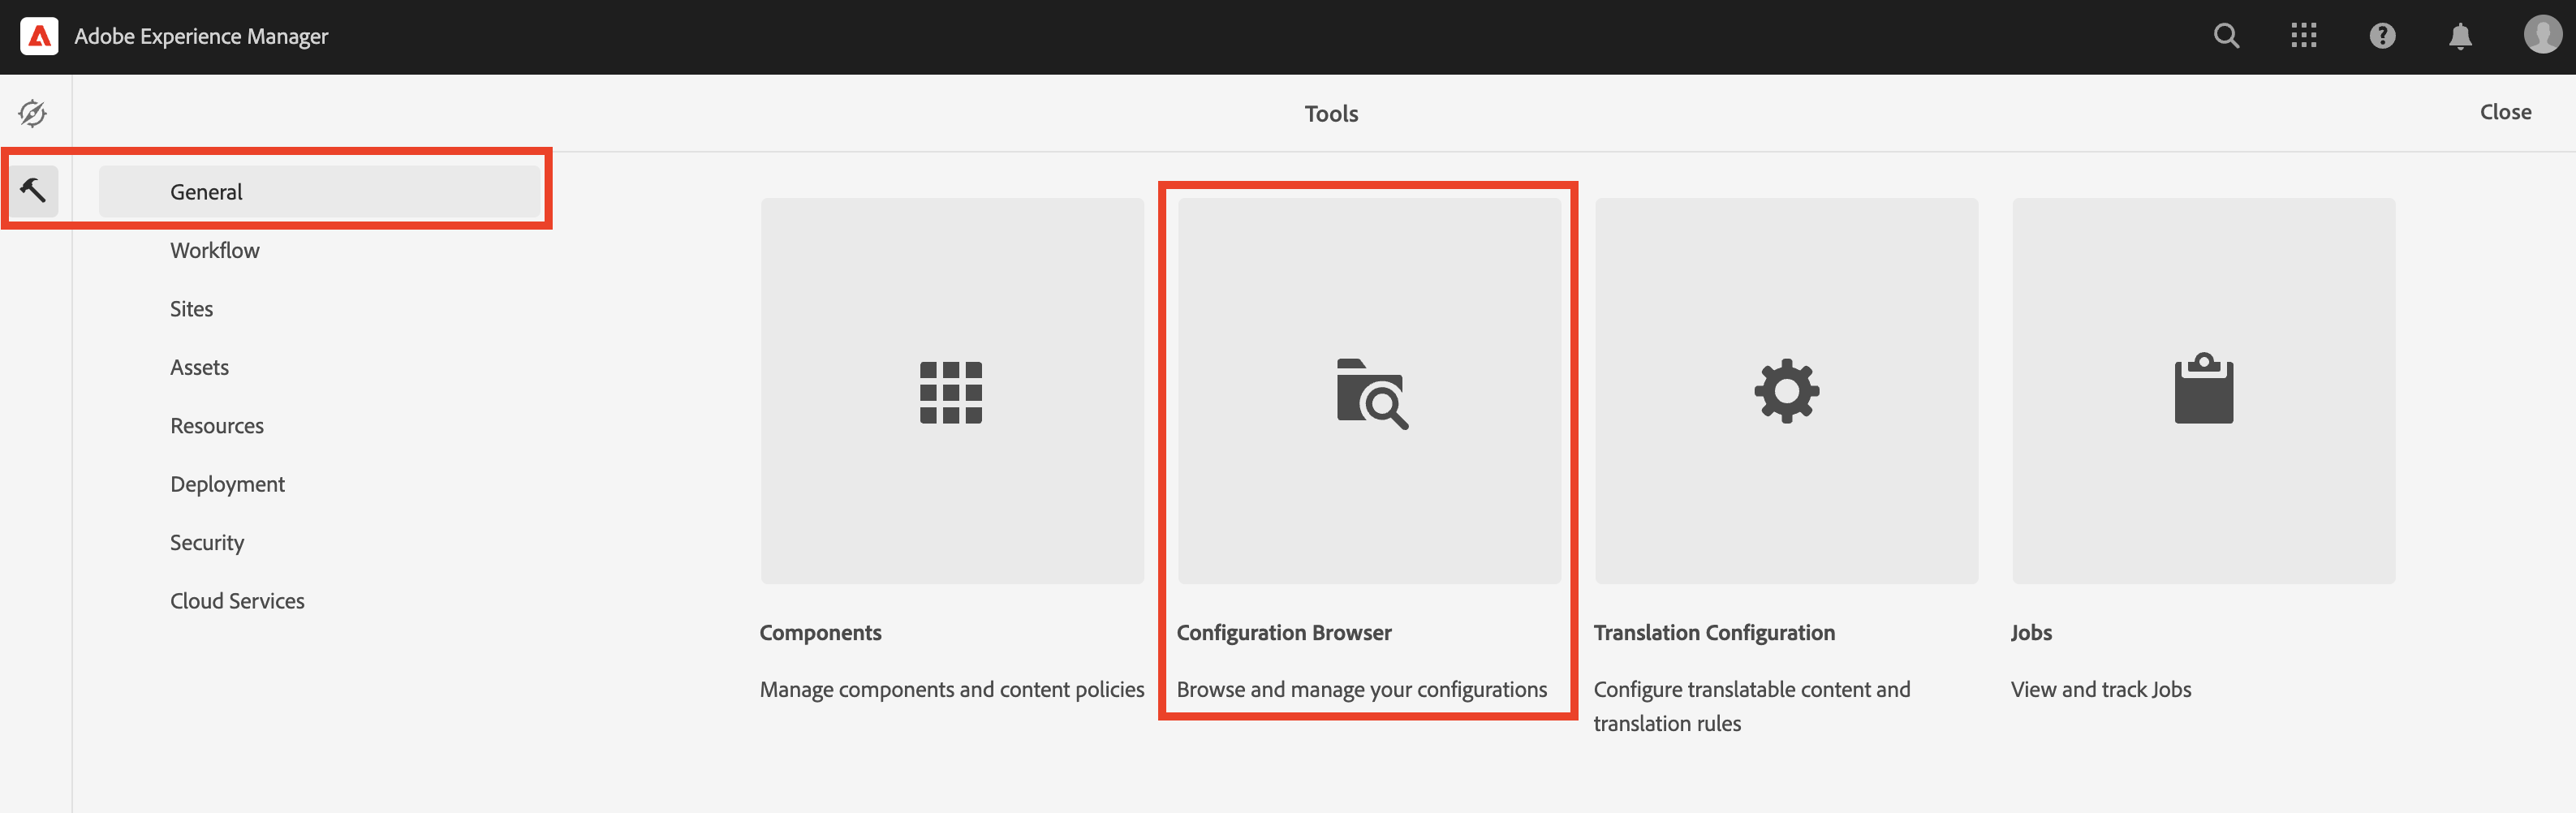 Adobe Experience Manager
Tools
Close
General
Workflow
Sites
Assets
Resources
Deployment
Security
Cloud Services
Components
Manage components and content policies
Configuration Browser
Browse and manage your configurations
Translation Configuration
Configure translatable content and
translation rules
Jobs
View and track Jobs